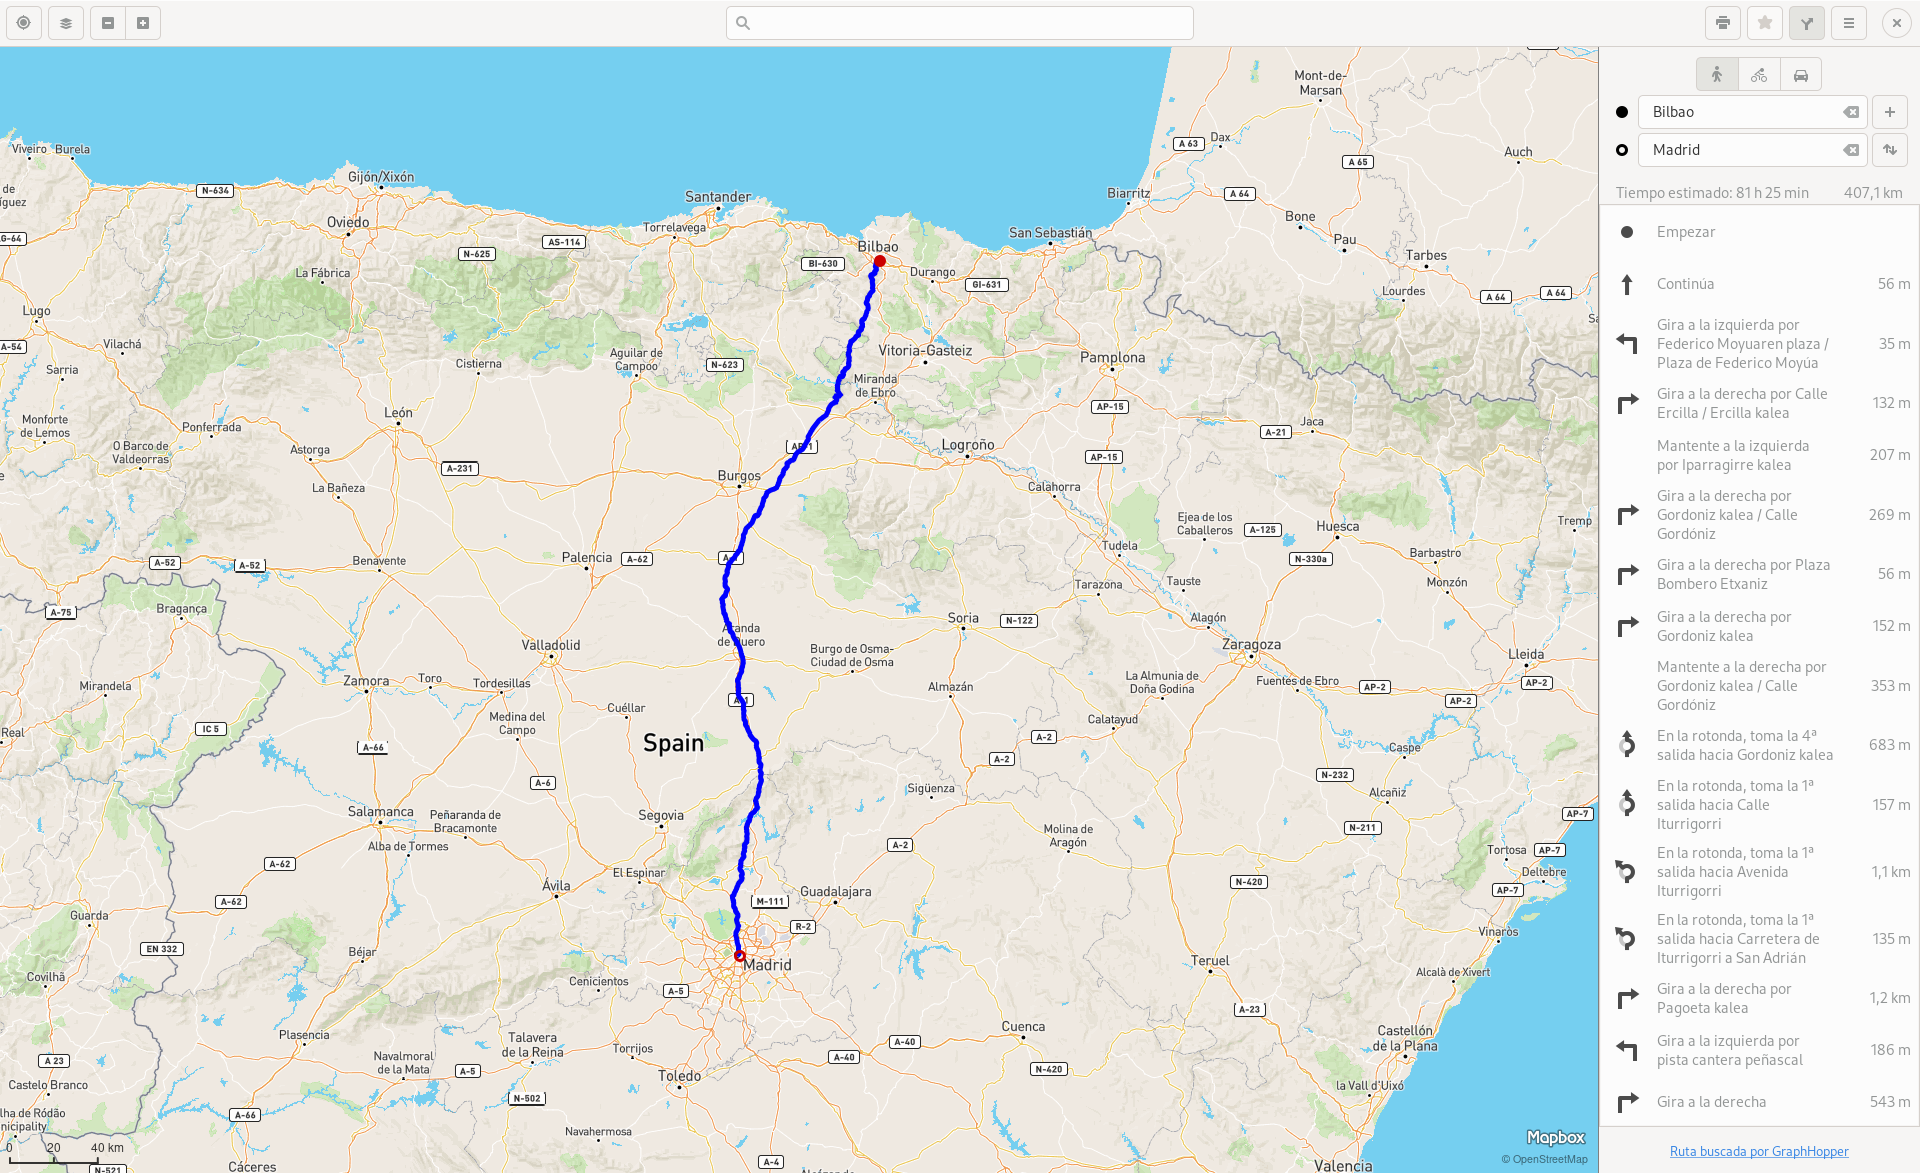 Bilbao
Madrid
Tiempo estimado: 81 h 25 min 407,1 km
Empezar
Continúa 56 m
Gira a la izquierda por
Federico Moyuaren plaza / 35 m
Plaza de Federico Moyúa
Gira a la derecha por Calle
Ercilla / Ercilla kalea 132 m
Mantente a la izquierda
por Iparragirre kalea 207 m
Gira a la derecha por
Gordoniz kalea / Calle 269 m
Gordóniz
Gira a la derecha por Plaza
Bombero Etxaniz 56 m
Gira a la derecha por
Gordoniz kalea 152 m
Mantente a la derecha por
Gordoniz kalea / Calle 353 m
Gordóniz
En la rotonda, toma la 4ª
salida hacia Gordoniz kalea 683 m
En la rotonda, toma la 1ª
salida hacia Calle 157 m
Iturrigorri
En la rotonda, toma la 1ª
salida hacia Avenida 1,1 km
Iturrigorri
En la rotonda, toma la 1ª
salida hacia Carretera de 135 m
Iturrigorri a San Adrián
Gira a la derecha por
Pagoeta kalea 1,2 km
Gira a la izquierda por
pista cantera peñascal 186 m
Gira a la derecha 543 m
Ruta buscada por GraphHopper
Mont-de-
Marsan
Dax
A 63
A 65
Auch
Viveiro
Burela
N-634
Gijón/Xixón
Santander
Biarritz
A 64
Oviedo
Torrelavega
San Sebastián
Bone
Pau
Tarbes
AS-114
N-625
BI-630
Bilbao
Durango
GI-631
La Fábrica
Lourdes
A 64
A 64
Lugo
Vilachá
A-54
Sarria
Cistierna
Aguilar de
Campoo
N-623
Vitoria-Gasteiz
Miranda
de Ebro
Pamplona
AP-15
Jaca
A-21
Monforte
de Lemos
Ponferrada
León
O Barco de
Valdeorras
Astorga
A-231
La Bañeza
Burgos
Logroño
AP-15
Calahorra
Ejea de los
Caballeros
A-125
Huesca
Tremp
Barbastro
N-330a
Monzón
Tudela
Tarazona
Tauste
Alagón
A-52
A-52
Benavente
Palencia
A-62
A-75
Bragança
Aranda
de Duero
Soria
N-122
Valladolid
Burgo de Osma-
Ciudad de Osma
Zaragoza
Lleida
Mirandela
Zamora
Toro
Tordesillas
Almazán
La Almunia de
Doña Godina
Fuentes de Ebro
AP-2
AP-2
AP-2
Real
IC 5
Medina del
Campo
Cuéllar
A-1
Calatayud
A-66
Spain
A-2
A-2
Caspe
A-6
N-232
Sigüenza
Alcañiz
Salamanca
Peñaranda de
Bracamonte
Segovia
Molina de
Aragón
N-211
AP-7
Alba de Tormes
A-2
Tortosa
AP-7
A-62
Ávila
El Espinar
Guadalajara
N-420
Deltebre
AP-7
A-62
M-111
R-2
Guarda
EN 332
Béjar
Madrid
Vinaròs
Covilhã
Cenicientos
A-5
Teruel
Alcalà de Xivert
A-23
Plasencia
Talavera
de la Reina
Torrijos
Cuenca
Castellón
de la Plana
A 23
Navalmoral
de la Mata
A-5
A-40
A-40
Castelo Branco
Toledo
N-420
la Vall d'Uixó
A-66
N-502
Navahermosa
Mapbox
0 20 40 km
N-521
Cáceres
A-4
Valencia
© OpenStreetMap